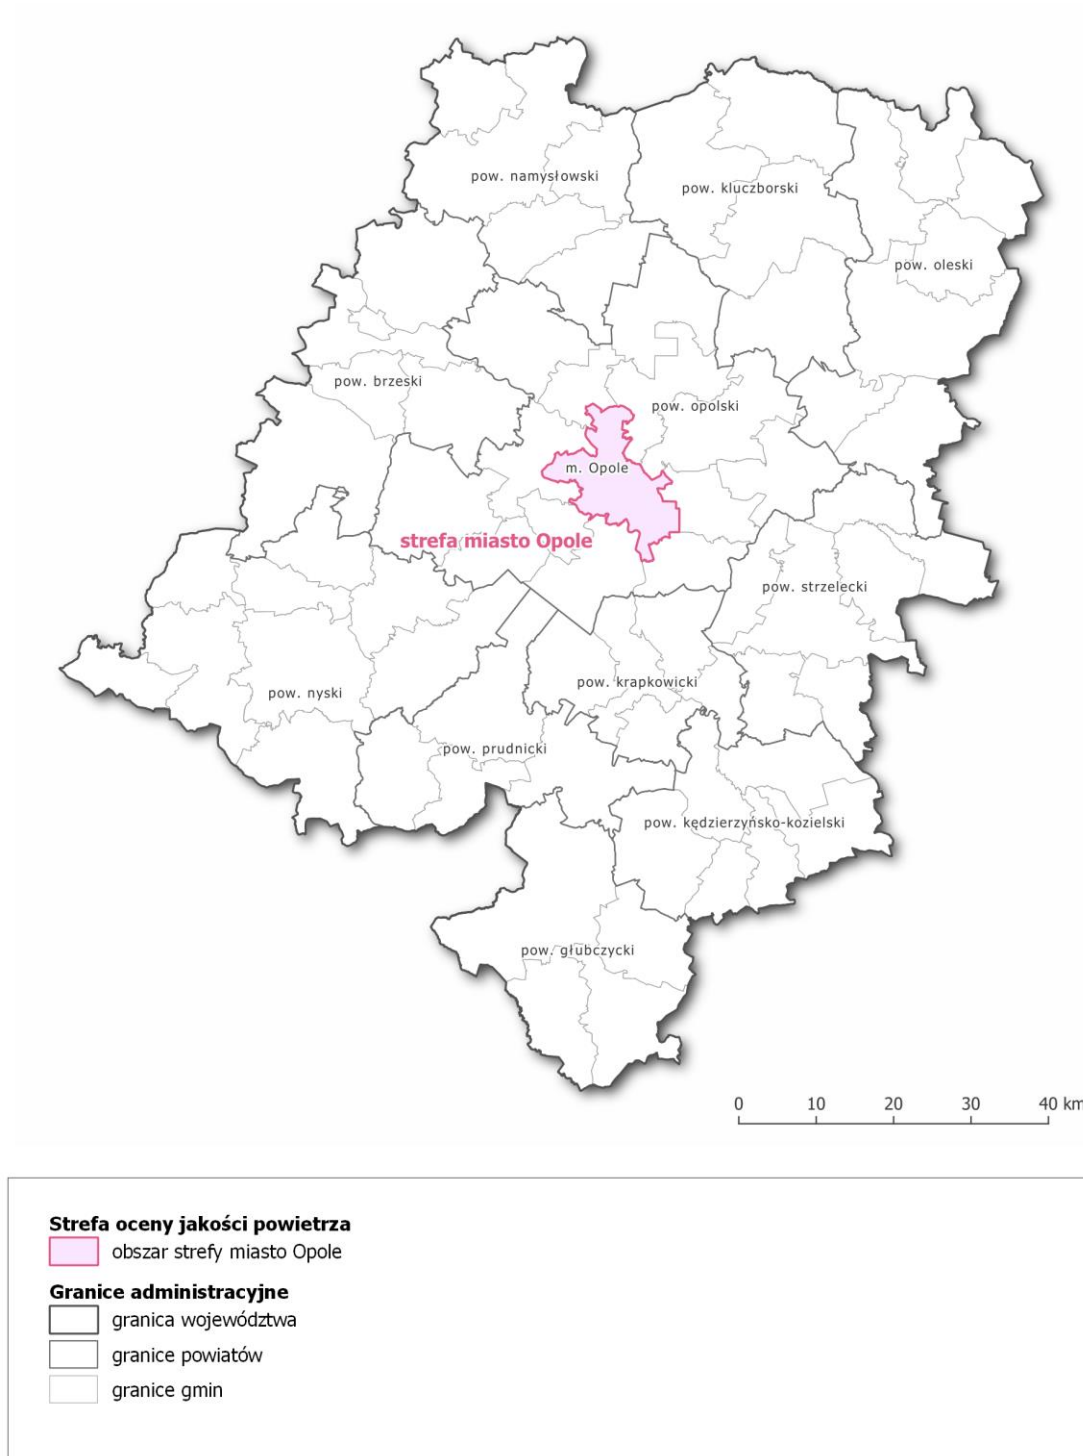 pow. namysłowski
pow. kluczborski
pow. oleski
pow. brzeski
pow. opolski
m. Opole
strefa miasto Opole
pow. strzelecki
pow. krapkowicki
pow. nyski
pow. prudnicki
pow. kędzierzyńsko-kozielski
pow. głubczycki
0 10 20 30 40 km
Strefa oceny jakości powietrza
obszar strefy miasto Opole
Granice administracyjne
granica województwa
granice powiatów
granice gmin